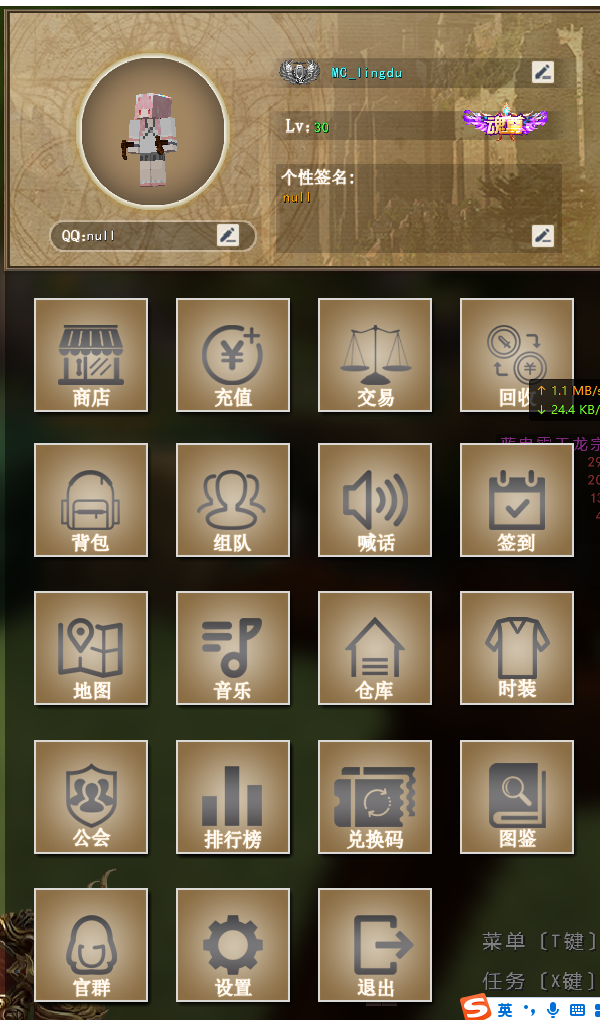 MC_lingdu
Lv:30
魂尊
个性签名:
null
QQ:null
商店
充值
交易
回收
↑ 1.1 MB/s
↓ 24.4 KB/
背包
组队
喊话
签到
地图
音乐
仓库
时装
公会
排行榜
兑换码
图鉴
官群
设置
退出
菜单〔T键〕
任务〔X键〕
S英